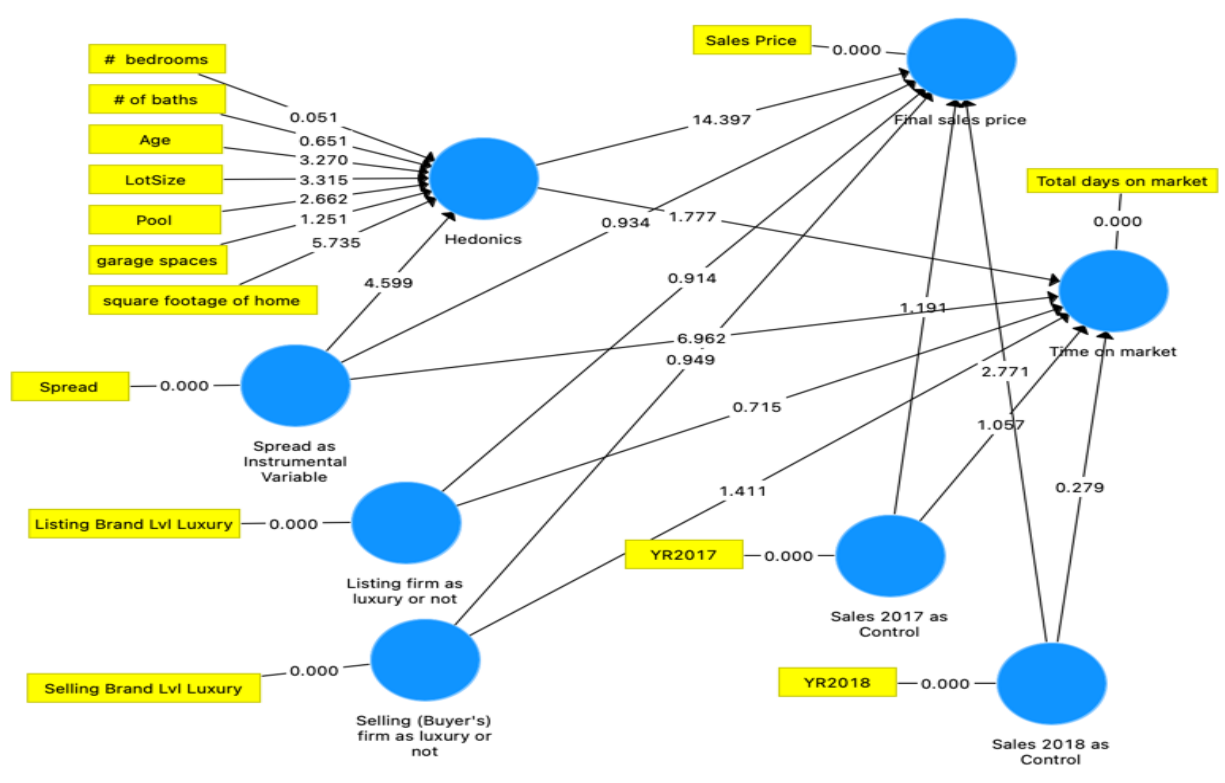 Sales Price
0.000
Final sales price
# bedrooms
# of baths
Age
LotSize
Pool
garage spaces
square footage of home
0.051
0.651
3.270
3.315
2.662
1.251
5.735
Hedonics
14.397
1.777
0.934
4.599
Total days on market
0.000
Time on market
Spread
0.000
Spread as
Instrumental
Variable
0.914
1.191
6.962
0.949
2.771
0.715
1.057
1.411
0.279
Listing Brand Lvl Luxury
0.000
Listing firm as
luxury or not
YR2017
0.000
Sales 2017 as
Control
Selling Brand Lvl Luxury
0.000
Selling (Buyer's)
firm as luxury or
not
YR2018
0.000
Sales 2018 as
Control